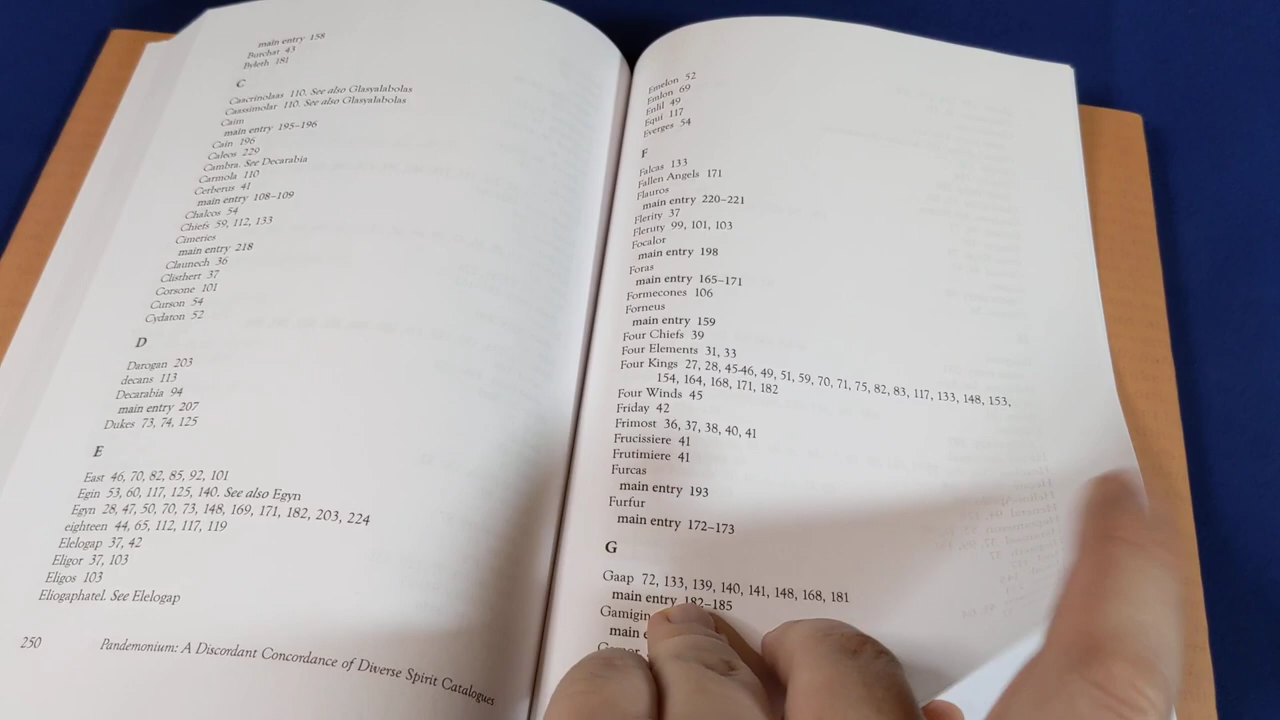 main entry 158
Burchat 43
Byleth 181
C
Caacrinolaas 110. See also Glasyalabolas
Caassimolar 110. See also Glasyalabolas
Caim
main entry 195–196
Cain 196
Caleos 229
Cambra. See Decarabia
Carmola 110
Cerberus 41
main entry 108–109
Chalcos 54
Chiefs 59, 112, 133
Cimeries
main entry 218
Claunech 36
Clisthert 37
Corsone 101
Curson 54
Cydaton 52
D
Darogan 203
decans 113
Decarabia 94
main entry 207
Dukes 73, 74, 125
E
East 46, 70, 82, 85, 92, 101
Egin 53, 60, 117, 125, 140. See also Egyn
Egyn 28, 47, 50, 70, 73, 148, 169, 171, 182, 203, 224
eighteen 44, 65, 112, 117, 119
Elelogap 37, 42
Eligor 37, 103
Eligos 103
Eliogaphatel. See Elelogap
250 Pandemonium: A Discordant Concordance of Diverse Spirit Catalogues
Emelon 52
Emlon 69
Enlil 49
Equi 117
Everges 54
F
Falcas 133
Fallen Angels 171
Flauros
main entry 220–221
Flerity 37
Fleruty 99, 101, 103
Focalor
main entry 198
Foras
main entry 165–171
Formecones 106
Forneus
main entry 159
Four Chiefs 39
Four Elements 31, 33
Four Kings 27, 28, 45-46, 49, 51, 59, 70, 71, 75, 82, 83, 117, 133, 148, 153,
154, 164, 168, 171, 182
Four Winds 45
Friday 42
Frimost 36, 37, 38, 40, 41
Frucissiere 41
Frutimiere 41
Furcas
main entry 193
Furfur
main entry 172–173
G
Gaap 72, 133, 139, 140, 141, 148, 168, 181
main entry 182–185
Gamigin
main